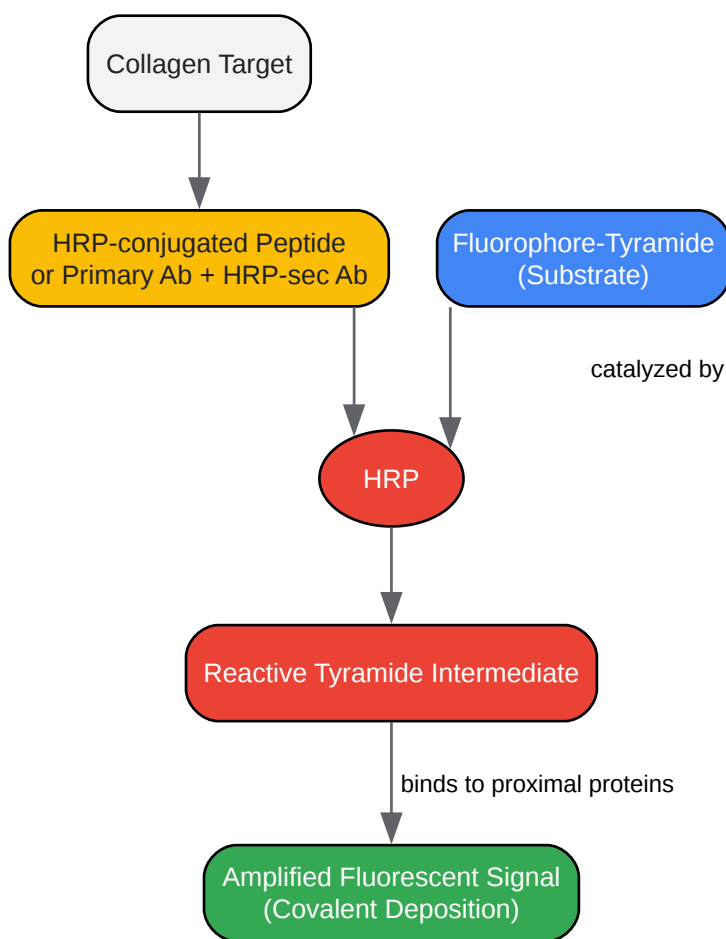 Collagen Target
HRP-conjugated Peptide
or Primary Ab + HRP-sec Ab
Fluorophore-Tyramide
(Substrate)
catalyzed by
HRP
Reactive Tyramide Intermediate
binds to proximal proteins
Amplified Fluorescent Signal
(Covalent Deposition)